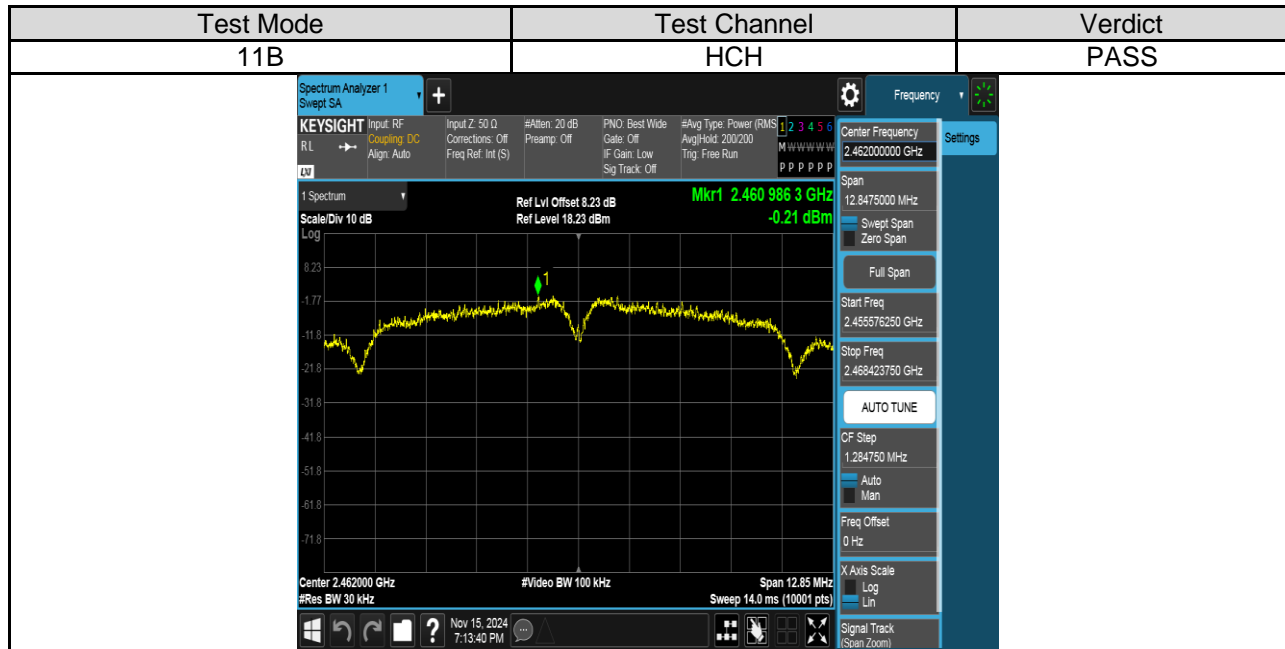 Test Mode Test Channel Verdict
11B HCH PASS
Spectrum Analyzer 1
Swept SA
+
Frequency
KEYSIGHT
RL
LXI
Input: RF
Coupling: DC
Align: Auto
Input Z: 50 Ω
Corrections: Off
Freq Ref: Int (S)
#Atten: 20 dB
Preamp: Off
PNO: Best Wide
Gate: Off
IF Gain: Low
Sig Track: Off
#Avg Type: Power (RMS
Avg|Hold: 200/200
Trig: Free Run
1 2 3 4 5 6
M W W W W W
P P P P P P
1 Spectrum
Scale/Div 10 dB
Log
Ref Lvl Offset 8.23 dB
Ref Level 18.23 dBm
Mkr1 2.460 986 3 GHz
-0.21 dBm
1
8.23
-1.77
-11.8
-21.8
-31.8
-41.8
-51.8
-61.8
-71.8
Center 2.462000 GHz
#Res BW 30 kHz
#Video BW 100 kHz
Span 12.85 MHz
Sweep 14.0 ms (10001 pts)
Center Frequency
2.462000000 GHz
Settings
Span
12.8475000 MHz
Swept Span
Zero Span
Full Span
Start Freq
2.455576250 GHz
Stop Freq
2.468423750 GHz
AUTO TUNE
CF Step
1.284750 MHz
Auto
Man
Freq Offset
0 Hz
X Axis Scale
Log
Lin
Signal Track
(Span Zoom)
?
Nov 15, 2024
7:13:40 PM